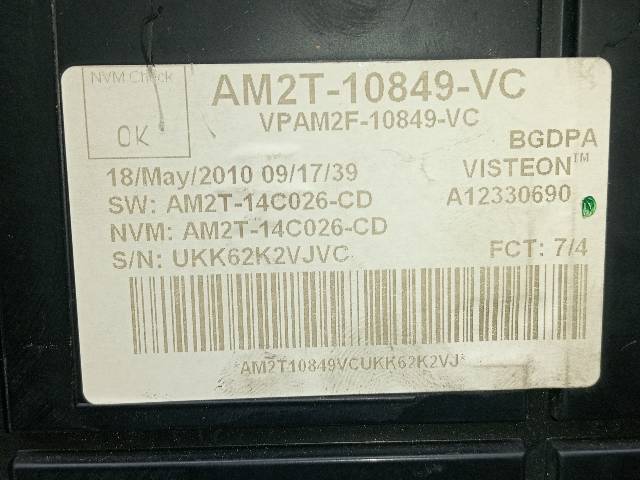 NVM Check
OK
AM2T-10849-VC
VPAM2F-10849-VC
BGDPA
18/May/2010 09/17/39
VISTEON™
SW: AM2T-14C026-CD
A12330690
NVM: AM2T-14C026-CD
S/N: UKK62K2VJVC
FCT: 7/4
*AM2T10849VCUKK62K2VJ*